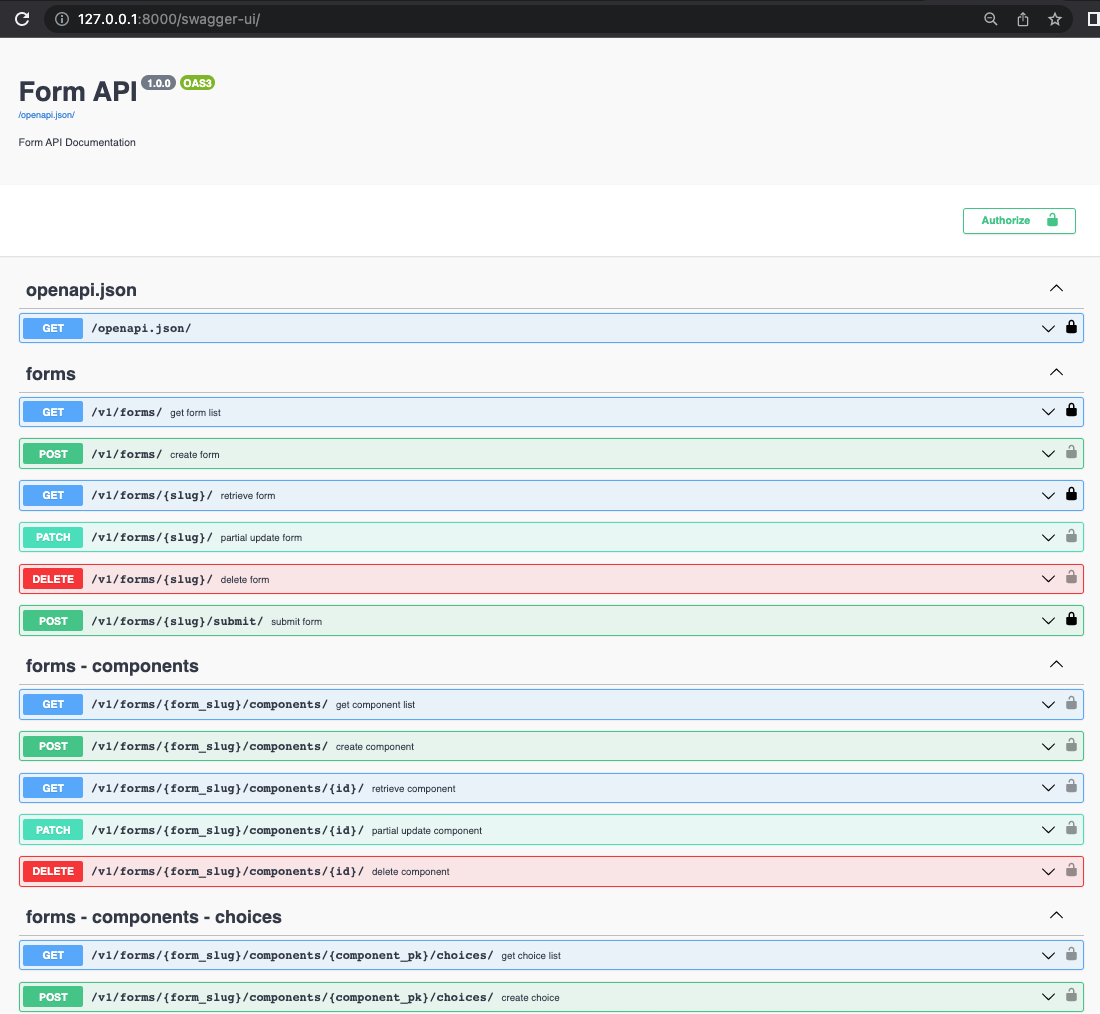 127.0.0.1:8000/swagger-ui/
Form API 1.0.0 OAS3
/openapi.json/
Form API Documentation
Authorize
openapi.json
GET /openapi.json/
forms
GET /v1/forms/ get form list
POST /v1/forms/ create form
GET /v1/forms/{slug}/ retrieve form
PATCH /v1/forms/{slug}/ partial update form
DELETE /v1/forms/{slug}/ delete form
POST /v1/forms/{slug}/submit/ submit form
forms - components
GET /v1/forms/{form_slug}/components/ get component list
POST /v1/forms/{form_slug}/components/ create component
GET /v1/forms/{form_slug}/components/{id}/ retrieve component
PATCH /v1/forms/{form_slug}/components/{id}/ partial update component
DELETE /v1/forms/{form_slug}/components/{id}/ delete component
forms - components - choices
GET /v1/forms/{form_slug}/components/{component_pk}/choices/ get choice list
POST /v1/forms/{form_slug}/components/{component_pk}/choices/ create choice